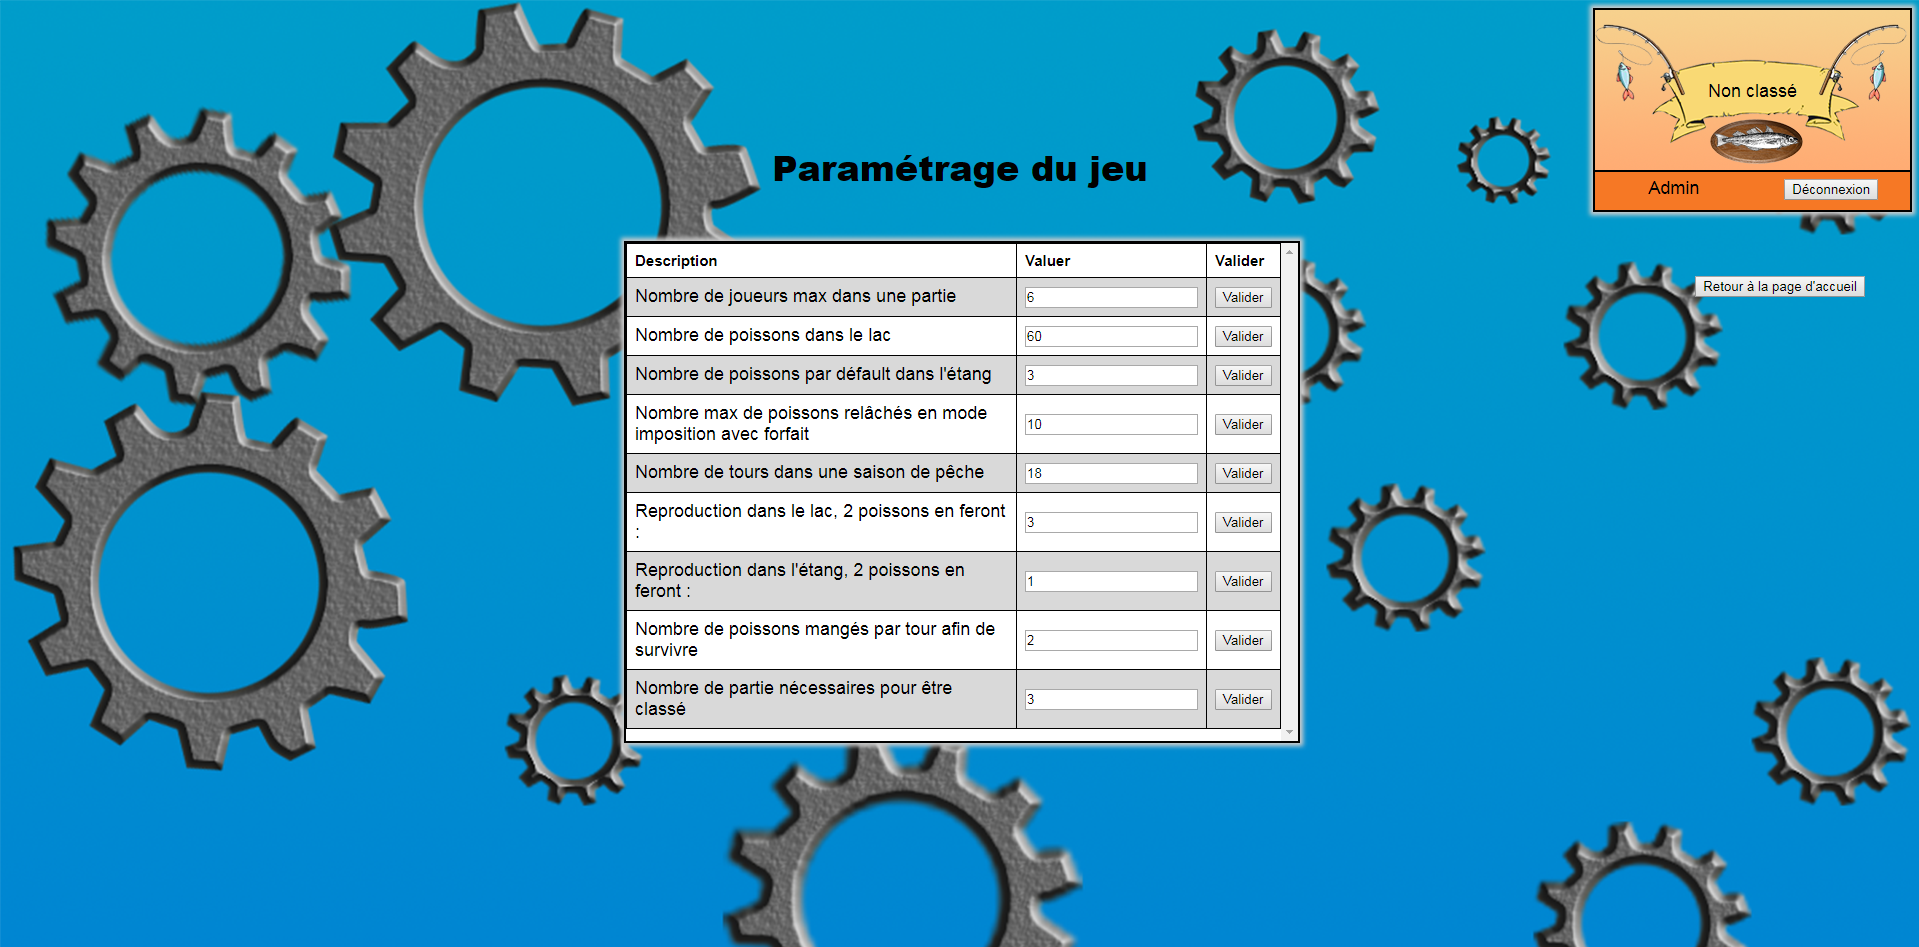 Non classé
Admin
Déconnexion
Paramétrage du jeu
Retour à la page d'accueil
Description Valuer Valider
Nombre de joueurs max dans une partie 6 Valider
Nombre de poissons dans le lac 60 Valider
Nombre de poissons par défault dans l'étang 3 Valider
Nombre max de poissons relâchés en mode
imposition avec forfait 10 Valider
Nombre de tours dans une saison de pêche 18 Valider
Reproduction dans le lac, 2 poissons en feront
: 3 Valider
Reproduction dans l'étang, 2 poissons en
feront : 1 Valider
Nombre de poissons mangés par tour afin de
survivre 2 Valider
Nombre de partie nécessaires pour être
classé 3 Valider